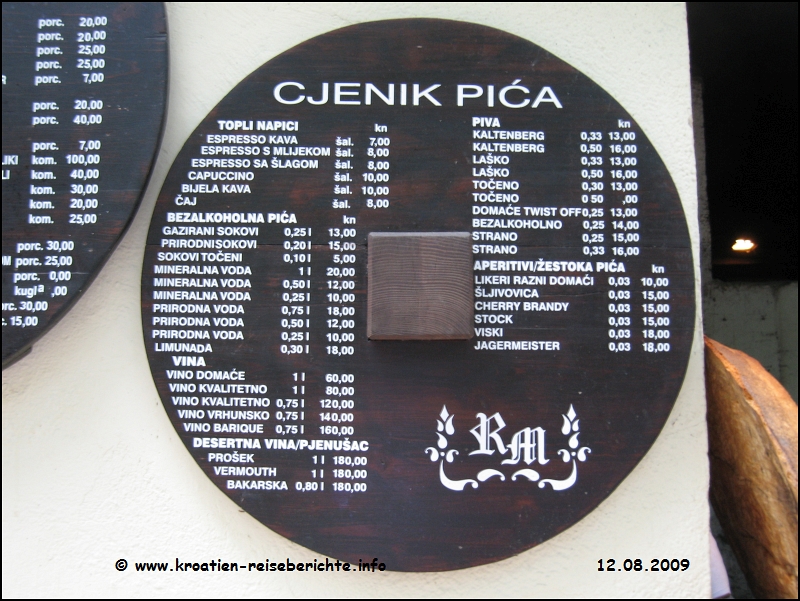 porc. 20,00
porc. 20,00
porc. 25,00
porc. 25,00
R porc. 7,00
porc. 20,00
porc. 40,00
porc. 7,00
LIKI kom. 100,00
LI kom. 40,00
kom. 30,00
kom. 20,00
kom. 25,00
porc. 30,00
OM porc. 25,00
porc. 0,00
kugla ,00
rc. 30,00
c. 15,00
CJENIK PIĆA
TOPLI NAPICI kn
ESPRESSO KAVA šal. 7,00
ESPRESSO S MLIJEKOM šal. 8,00
ESPRESSO SA ŠLAGOM šal. 8,00
CAPUCCINO šal. 10,00
BIJELA KAVA šal. 10,00
ČAJ šal. 8,00
BEZALKOHOLNA PIĆA kn
GAZIRANI SOKOVI 0,25 l 13,00
PRIRODNISOKOVI 0,20 l 15,00
SOKOVI TOČENI 0,10 l 5,00
MINERALNA VODA 1 l 20,00
MINERALNA VODA 0,50 l 12,00
MINERALNA VODA 0,25 l 10,00
PRIRODNA VODA 0,75 l 18,00
PRIRODNA VODA 0,50 l 12,00
PRIRODNA VODA 0,25 l 10,00
LIMUNADA 0,30 l 18,00
VINA
VINO DOMAĆE 1 l 60,00
VINO KVALITETNO 1 l 80,00
VINO KVALITETNO 0,75 l 120,00
VINO VRHUNSKO 0,75 l 140,00
VINO BARIQUE 0,75 l 160,00
DESERTNA VINA/PJENUŠAC
PROŠEK 1 l 180,00
VERMOUTH 1 l 180,00
BAKARSKA 0,80 l 180,00
PIVA kn
KALTENBERG 0,33 13,00
KALTENBERG 0,50 16,00
LAŠKO 0,33 13,00
LAŠKO 0,50 16,00
TOČENO 0,30 13,00
TOČENO 0 50 ,00
DOMAĆE TWIST OFF 0,25 13,00
BEZALKOHOLNO 0,25 14,00
STRANO 0,25 15,00
STRANO 0,33 16,00
APERITIVI/ŽESTOKA PIĆA kn
LIKERI RAZNI DOMAĆI 0,03 10,00
ŠLJIVOVICA 0,03 15,00
CHERRY BRANDY 0,03 15,00
STOCK 0,03 15,00
VISKI 0,03 18,00
JAGERMEISTER 0,03 18,00
RM
© www.kroatien-reiseberichte.info
12.08.2009